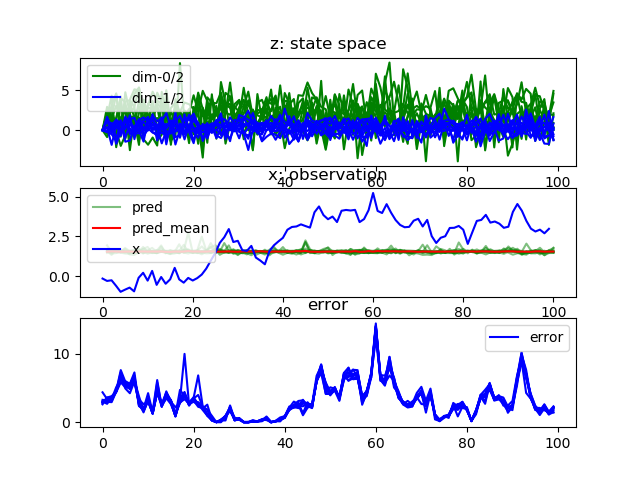 z: state space
dim-0/2
dim-1/2
5
0
0 20 40 60 80 100
x: observation
pred
pred_mean
x
5.0
2.5
0.0
0 20 40 60 80 100
error
error
10
0
0 20 40 60 80 100